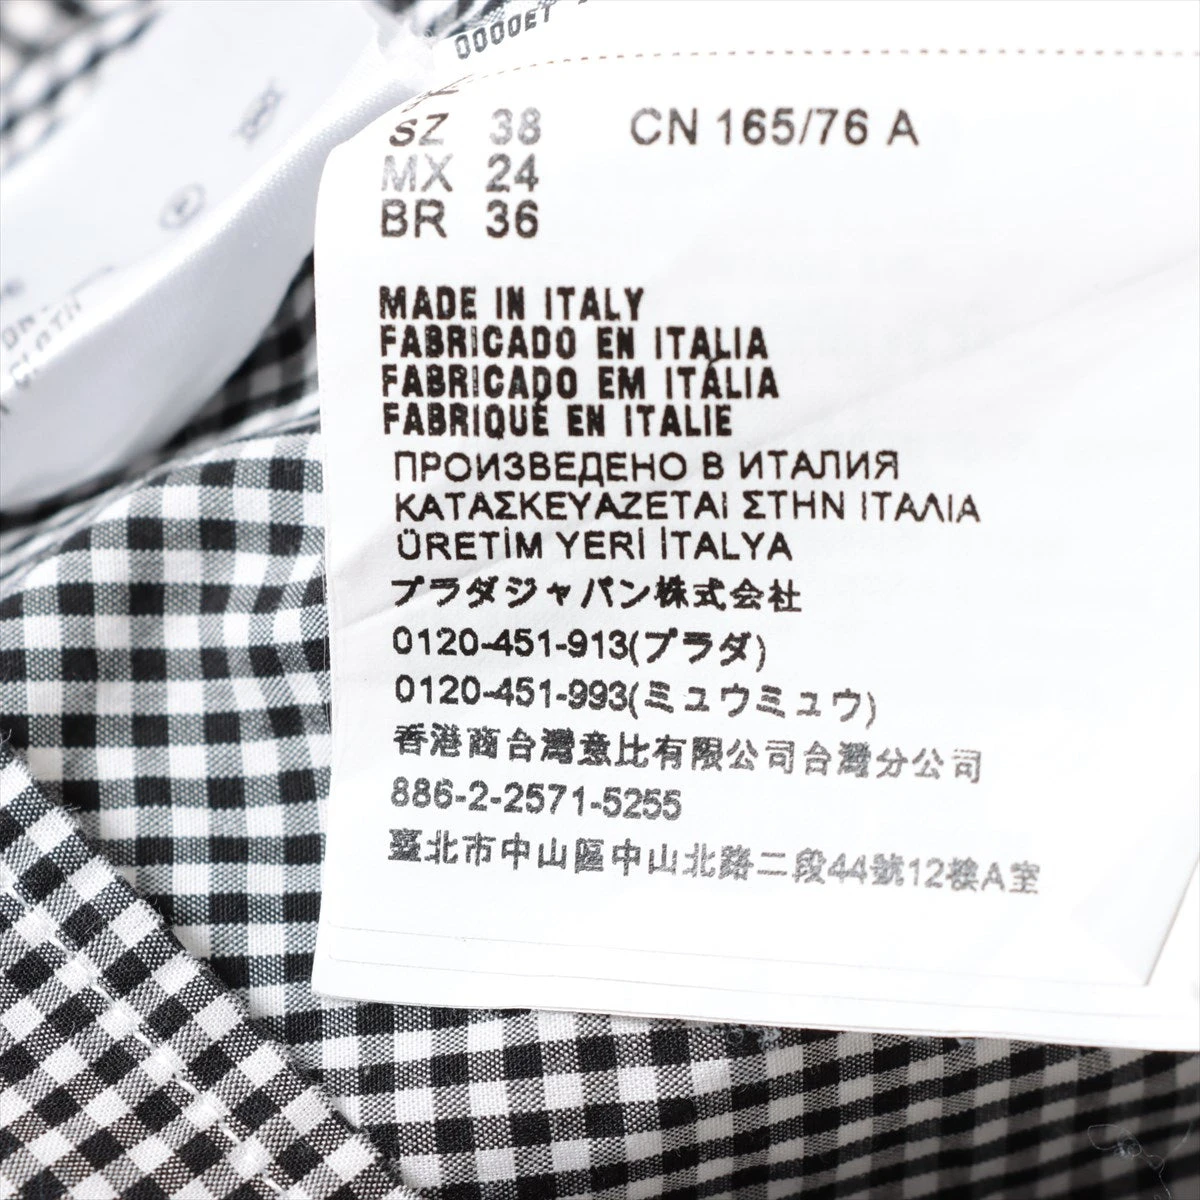 0000ET
SZ 38 CN 165/76 A
MX 24
BR 36
MADE IN ITALY
FABRICADO EN ITALIA
FABRICADO EM ITÁLIA
FABRIQUÉ EN ITALIE
ПРОИЗВЕДЕНО В ИТАЛИЯ
ΚΑΤΑΣΚΕΥΑΖΕΤΑΙ ΣΤΗΝ ΙΤΑΛΙΑ
ÜRETİM YERİ İTALYA
プラダジャパン株式会社
0120-451-913(プラダ)
0120-451-993(ミュウミュウ)
香港商台灣意比有限公司台灣分公司
886-2-2571-5255
臺北市中山區中山北路二段44號12樓A室